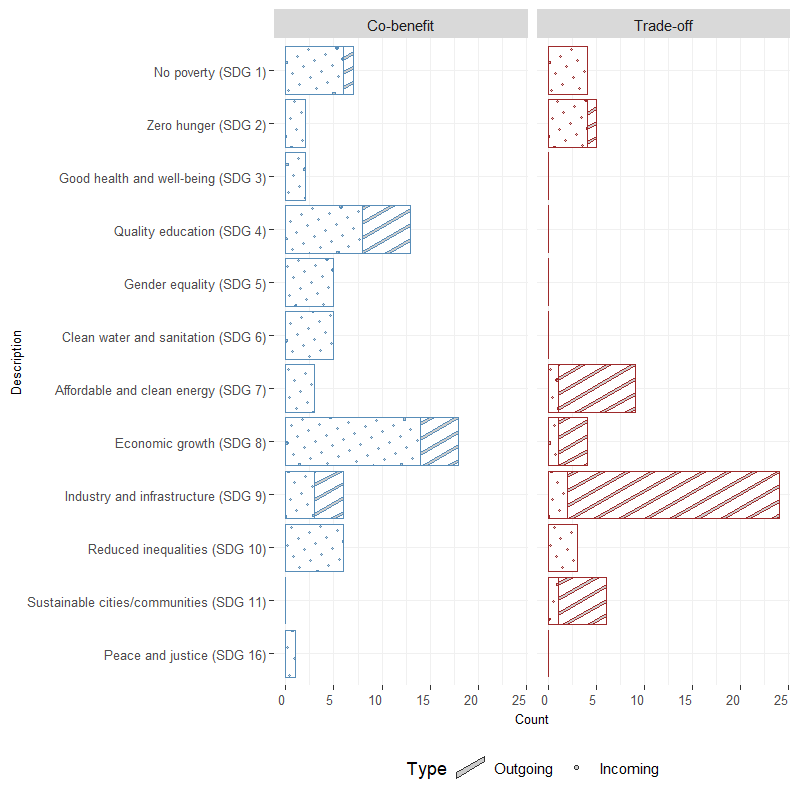 Co-benefit
Trade-off
No poverty (SDG 1)
Zero hunger (SDG 2)
Good health and well-being (SDG 3)
Quality education (SDG 4)
Gender equality (SDG 5)
Clean water and sanitation (SDG 6)
Affordable and clean energy (SDG 7)
Economic growth (SDG 8)
Industry and infrastructure (SDG 9)
Reduced inequalities (SDG 10)
Sustainable cities/communities (SDG 11)
Peace and justice (SDG 16)
Description
0 5 10 15 20 25
0 5 10 15 20 25
Count
Type Outgoing Incoming